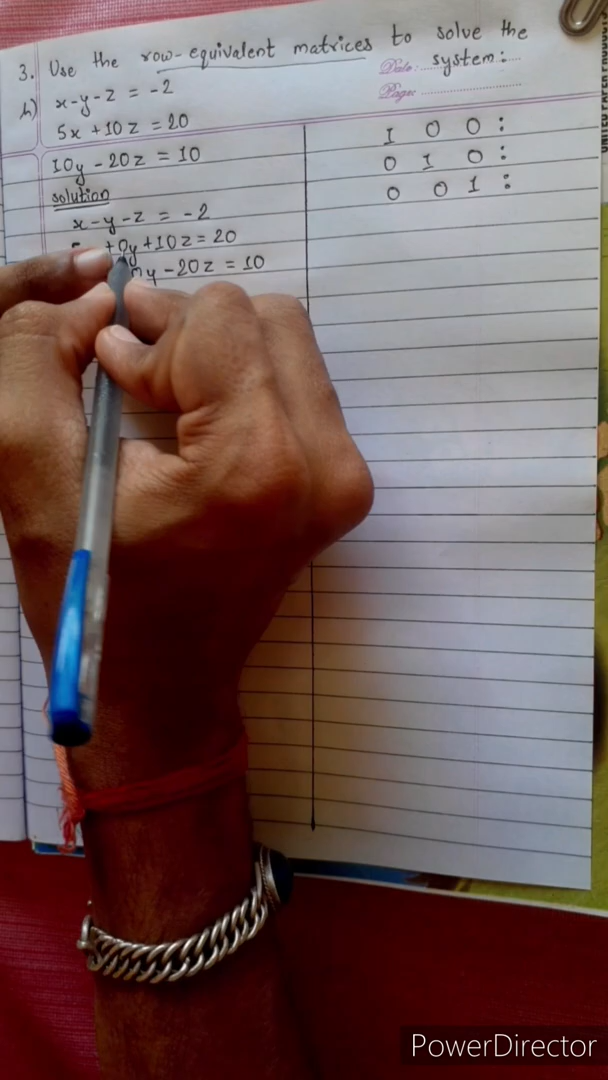 3. Use the row-equivalent matrices to solve the system:
Date:
Page:
h) x-y-z = -2
5x +10z = 20
10y - 20z = 10
solution
x-y-z = -2
+0y+10z= 20
y - 20z = 10
1 0 0 :
0 1 0 :
0 0 1 :
PowerDirector